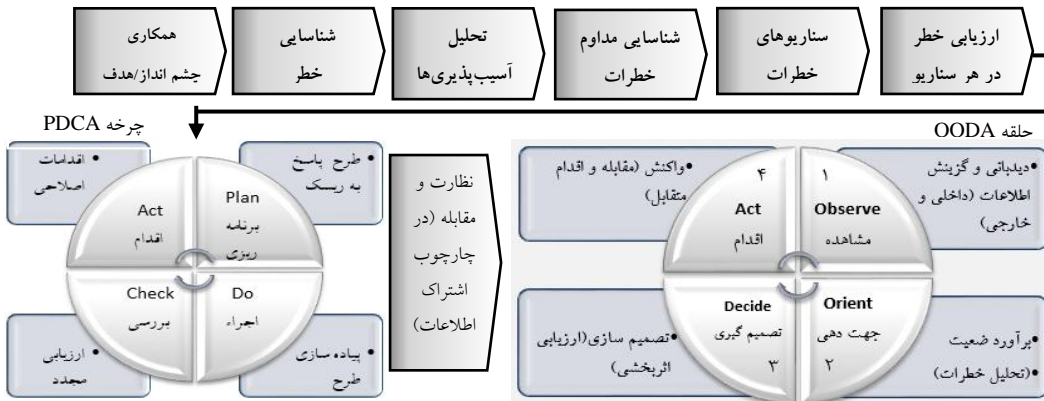 همکاری
چشم انداز/هدف
شناسایی
خطر
تحلیل
آسیب‌پذیری‌ها
شناسایی مداوم
خطرات
سناریوهای
خطرات
ارزیابی خطر
در هر سناریو
چرخه PDCA
• طرح پاسخ
به ریسک
Plan
برنامه
ریزی
• اقدامات
اصلاحی
Act
اقدام
Do
اجراء
• پیاده سازی
طرح
Check
بررسی
• ارزیابی
مجدد
نظارت و
مقابله (در
چارچوب
اشتراک
اطلاعات)
حلقه OODA
• دیدبانی و گزینش
اطلاعات (داخلی و
خارجی)
۱
Observe
مشاهده
• برآورد ضعیت
• (تحلیل خطرات)
Orient
جهت دهی
۲
• تصمیم سازی(ارزیابی
اثربخشی)
Decide
تصمیم گیری
۳
• واکنش (مقابله و اقدام
متقابل)
۴
Act
اقدام